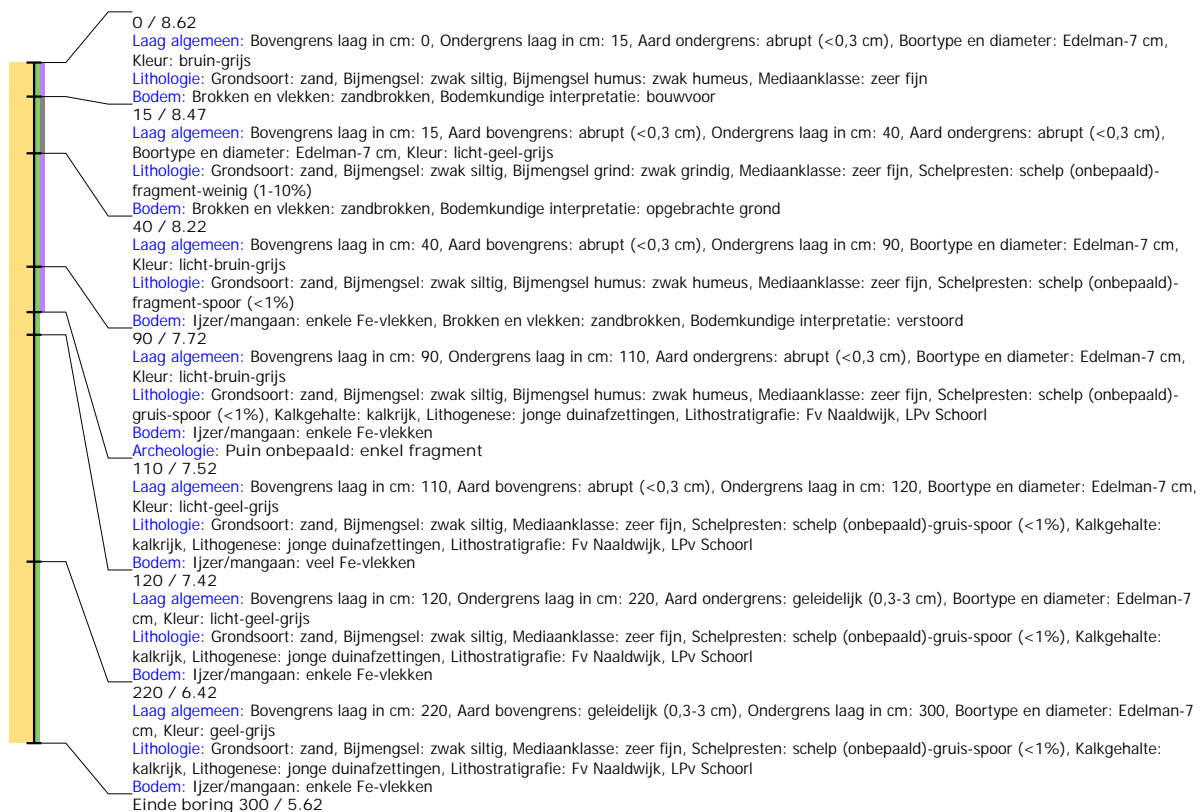 0 / 8.62
Laag algemeen: Bovengrens laag in cm: 0, Ondergrens laag in cm: 15, Aard ondergrens: abrupt (<0,3 cm), Boortype en diameter: Edelman-7 cm,
Kleur: bruin-grijs
Lithologie: Grondsoort: zand, Bijmengsel: zwak siltig, Bijmengsel humus: zwak humeus, Mediaanklasse: zeer fijn
Bodem: Brokken en vlekken: zandbrokken, Bodemkundige interpretatie: bouwvoor
15 / 8.47
Laag algemeen: Bovengrens laag in cm: 15, Aard bovengrens: abrupt (<0,3 cm), Ondergrens laag in cm: 40, Aard ondergrens: abrupt (<0,3 cm),
Boortype en diameter: Edelman-7 cm, Kleur: licht-geel-grijs
Lithologie: Grondsoort: zand, Bijmengsel: zwak siltig, Bijmengsel grind: zwak grindig, Mediaanklasse: zeer fijn, Schelpresten: schelp (onbepaald)-
fragment-weinig (1-10%)
Bodem: Brokken en vlekken: zandbrokken, Bodemkundige interpretatie: opgebrachte grond
40 / 8.22
Laag algemeen: Bovengrens laag in cm: 40, Aard bovengrens: abrupt (<0,3 cm), Ondergrens laag in cm: 90, Boortype en diameter: Edelman-7 cm,
Kleur: licht-bruin-grijs
Lithologie: Grondsoort: zand, Bijmengsel: zwak siltig, Bijmengsel humus: zwak humeus, Mediaanklasse: zeer fijn, Schelpresten: schelp (onbepaald)-
fragment-spoor (<1%)
Bodem: Ijzer/mangaan: enkele Fe-vlekken, Brokken en vlekken: zandbrokken, Bodemkundige interpretatie: verstoord
90 / 7.72
Laag algemeen: Bovengrens laag in cm: 90, Ondergrens laag in cm: 110, Aard ondergrens: abrupt (<0,3 cm), Boortype en diameter: Edelman-7 cm,
Kleur: licht-bruin-grijs
Lithologie: Grondsoort: zand, Bijmengsel: zwak siltig, Bijmengsel humus: zwak humeus, Mediaanklasse: zeer fijn, Schelpresten: schelp (onbepaald)-
gruis-spoor (<1%), Kalkgehalte: kalkrijk, Lithogenese: jonge duinafzettingen, Lithostratigrafie: Fv Naaldwijk, LPv Schoorl
Bodem: Ijzer/mangaan: enkele Fe-vlekken
Archeologie: Puin onbepaald: enkel fragment
110 / 7.52
Laag algemeen: Bovengrens laag in cm: 110, Aard bovengrens: abrupt (<0,3 cm), Ondergrens laag in cm: 120, Boortype en diameter: Edelman-7 cm,
Kleur: licht-geel-grijs
Lithologie: Grondsoort: zand, Bijmengsel: zwak siltig, Mediaanklasse: zeer fijn, Schelpresten: schelp (onbepaald)-gruis-spoor (<1%), Kalkgehalte:
kalkrijk, Lithogenese: jonge duinafzettingen, Lithostratigrafie: Fv Naaldwijk, LPv Schoorl
Bodem: Ijzer/mangaan: veel Fe-vlekken
120 / 7.42
Laag algemeen: Bovengrens laag in cm: 120, Ondergrens laag in cm: 220, Aard ondergrens: geleidelijk (0,3-3 cm), Boortype en diameter: Edelman-7
cm, Kleur: licht-geel-grijs
Lithologie: Grondsoort: zand, Bijmengsel: zwak siltig, Mediaanklasse: zeer fijn, Schelpresten: schelp (onbepaald)-gruis-spoor (<1%), Kalkgehalte:
kalkrijk, Lithogenese: jonge duinafzettingen, Lithostratigrafie: Fv Naaldwijk, LPv Schoorl
Bodem: Ijzer/mangaan: enkele Fe-vlekken
220 / 6.42
Laag algemeen: Bovengrens laag in cm: 220, Aard bovengrens: geleidelijk (0,3-3 cm), Ondergrens laag in cm: 300, Boortype en diameter: Edelman-7
cm, Kleur: geel-grijs
Lithologie: Grondsoort: zand, Bijmengsel: zwak siltig, Mediaanklasse: zeer fijn, Schelpresten: schelp (onbepaald)-gruis-spoor (<1%), Kalkgehalte:
kalkrijk, Lithogenese: jonge duinafzettingen, Lithostratigrafie: Fv Naaldwijk, LPv Schoorl
Bodem: Ijzer/mangaan: enkele Fe-vlekken
Einde boring 300 / 5.62